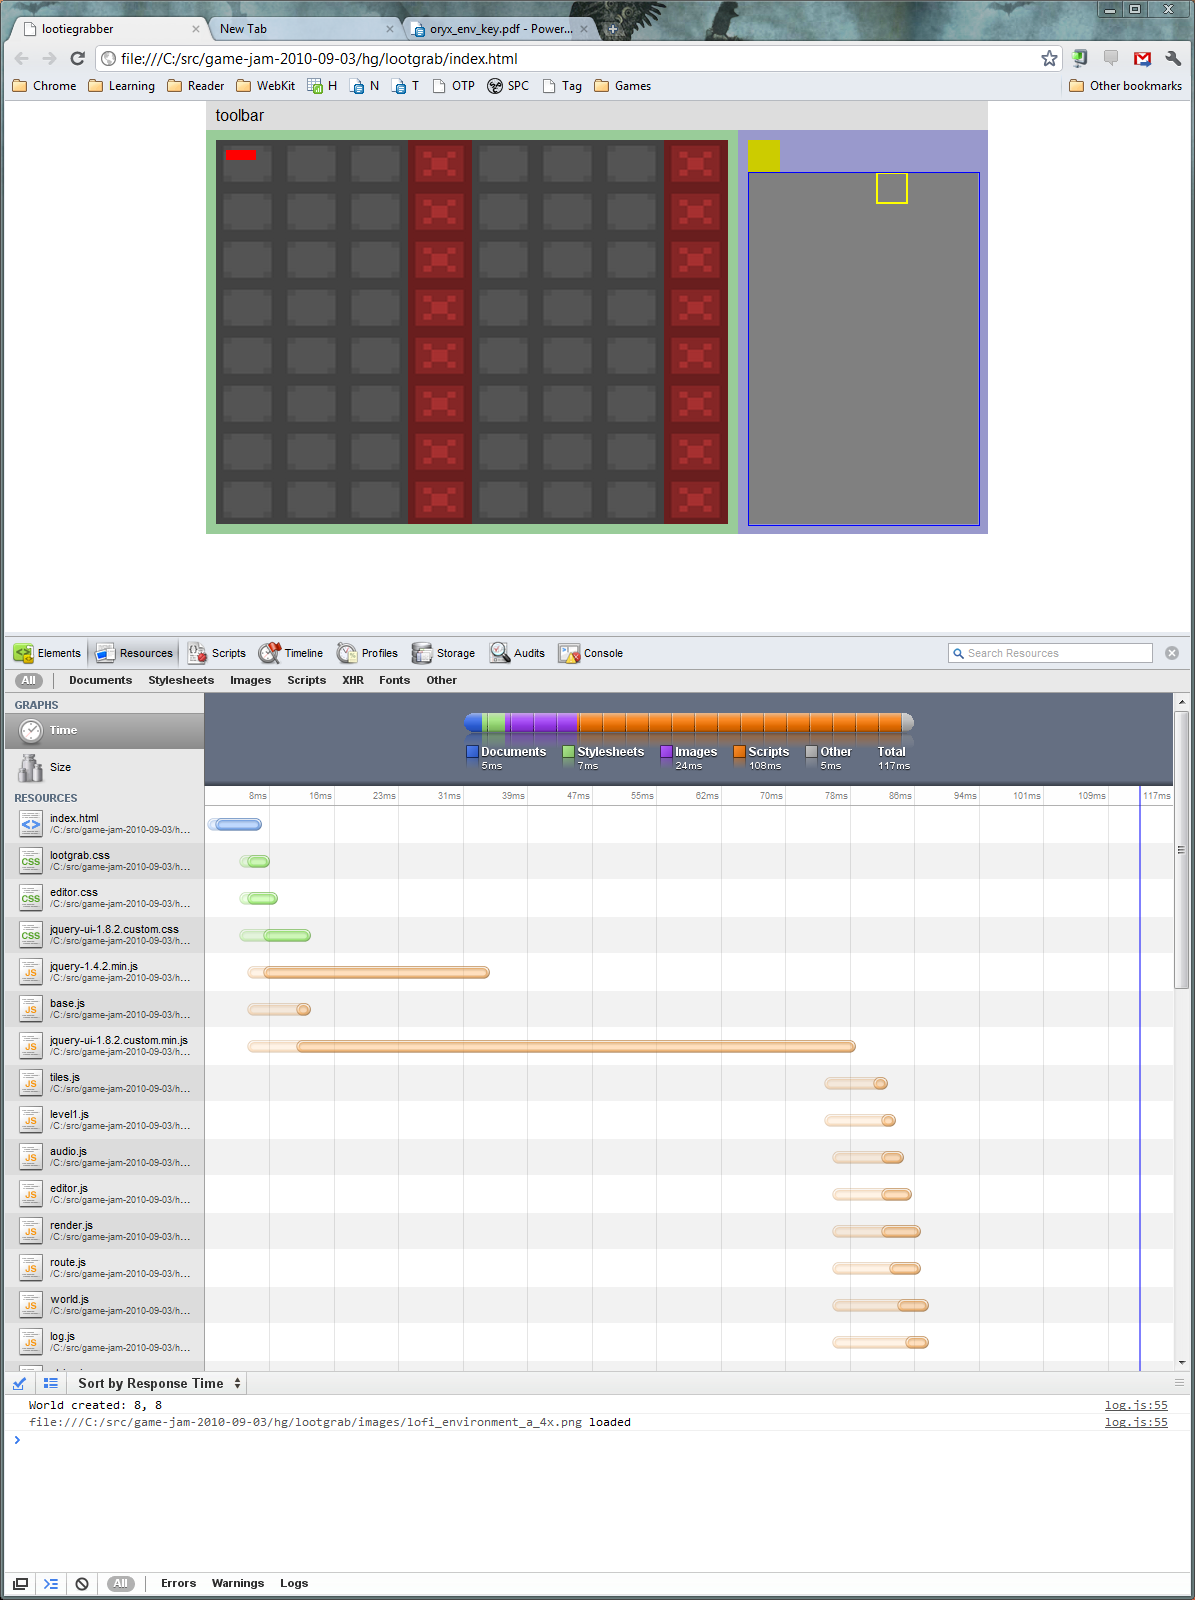 lootiegrabber
New Tab
oryx_env_key.pdf - Power...
file:///C:/src/game-jam-2010-09-03/hg/lootgrab/index.html
Chrome Learning Reader WebKit H N T OTP SPC Tag Games Other bookmarks
toolbar
Elements Resources Scripts Timeline Profiles Storage Audits Console Search Resources
All Documents Stylesheets Images Scripts XHR Fonts Other
GRAPHS
Time
Size
Documents 5ms
Stylesheets 7ms
Images 24ms
Scripts 108ms
Other 5ms
Total 117ms
RESOURCES
8ms 16ms 23ms 31ms 39ms 47ms 55ms 62ms 70ms 78ms 86ms 94ms 101ms 109ms 117ms
index.html
/C:/src/game-jam-2010-09-03/h...
lootgrab.css
/C:/src/game-jam-2010-09-03/h...
editor.css
/C:/src/game-jam-2010-09-03/h...
jquery-ui-1.8.2.custom.css
/C:/src/game-jam-2010-09-03/h...
jquery-1.4.2.min.js
/C:/src/game-jam-2010-09-03/h...
base.js
/C:/src/game-jam-2010-09-03/h...
jquery-ui-1.8.2.custom.min.js
/C:/src/game-jam-2010-09-03/h...
tiles.js
/C:/src/game-jam-2010-09-03/h...
level1.js
/C:/src/game-jam-2010-09-03/h...
audio.js
/C:/src/game-jam-2010-09-03/h...
editor.js
/C:/src/game-jam-2010-09-03/h...
render.js
/C:/src/game-jam-2010-09-03/h...
route.js
/C:/src/game-jam-2010-09-03/h...
world.js
/C:/src/game-jam-2010-09-03/h...
log.js
/C:/src/game-jam-2010-09-03/h...
Sort by Response Time
World created: 8, 8 log.js:55
file:///C:/src/game-jam-2010-09-03/hg/lootgrab/images/lofi_environment_a_4x.png loaded log.js:55
All Errors Warnings Logs